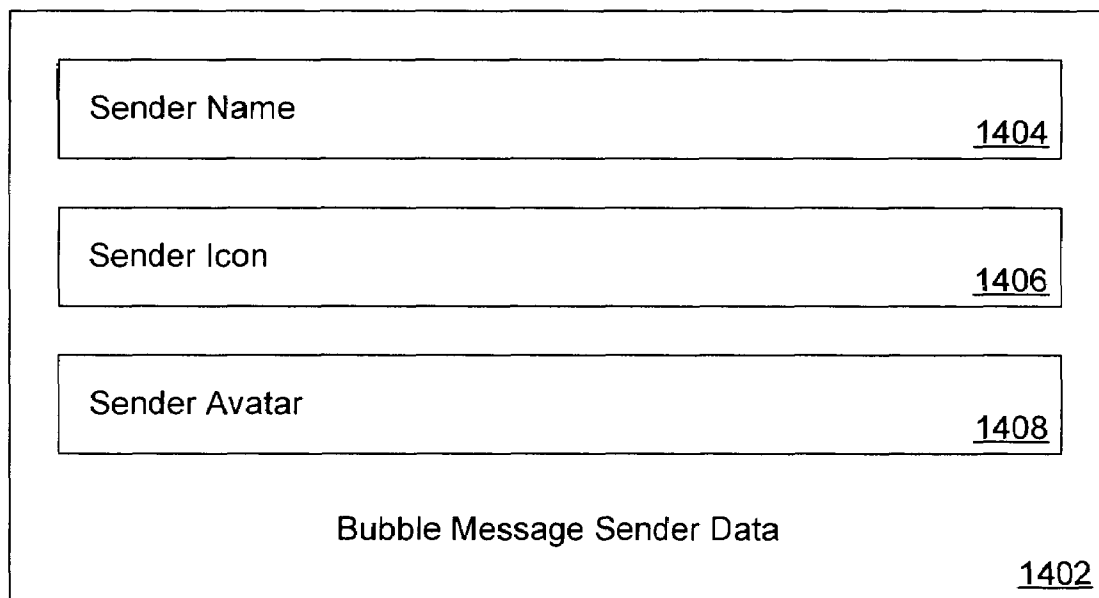 Sender Name
1404
Sender Icon
1406
Sender Avatar
1408
Bubble Message Sender Data
1402